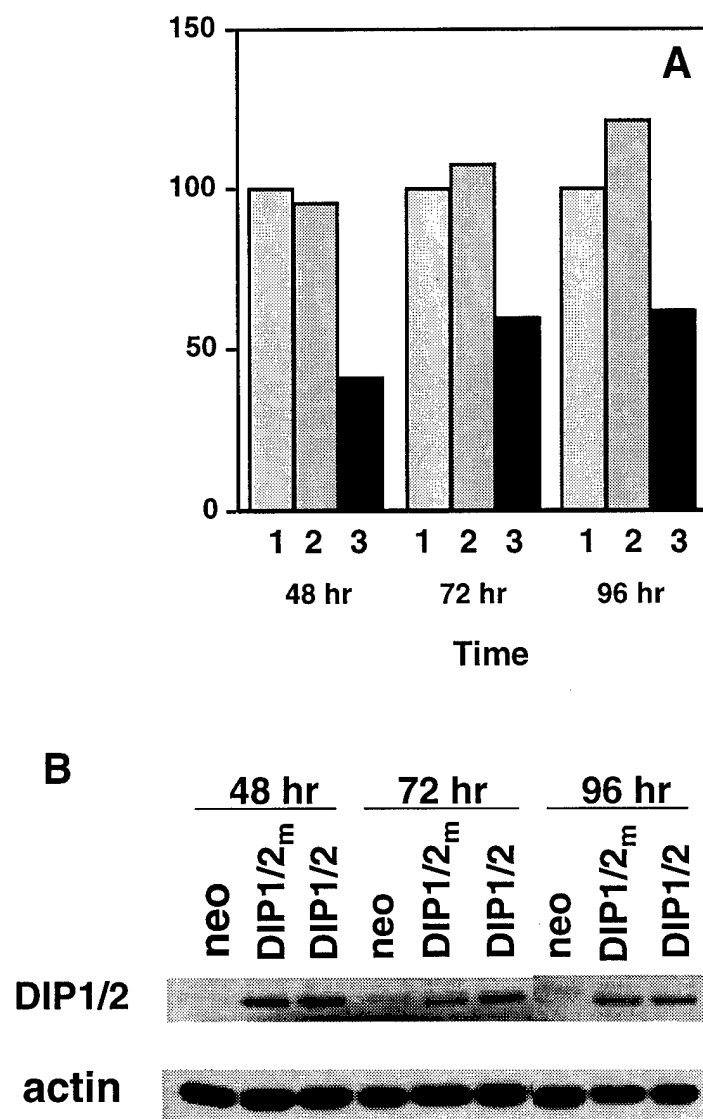 150
A
100
50
0
1 2 3 1 2 3 1 2 3
48 hr 72 hr 96 hr
Time
B
48 hr 72 hr 96 hr
neo DIP1/2m DIP1/2 neo DIP1/2m DIP1/2 neo DIP1/2m DIP1/2
DIP1/2
actin